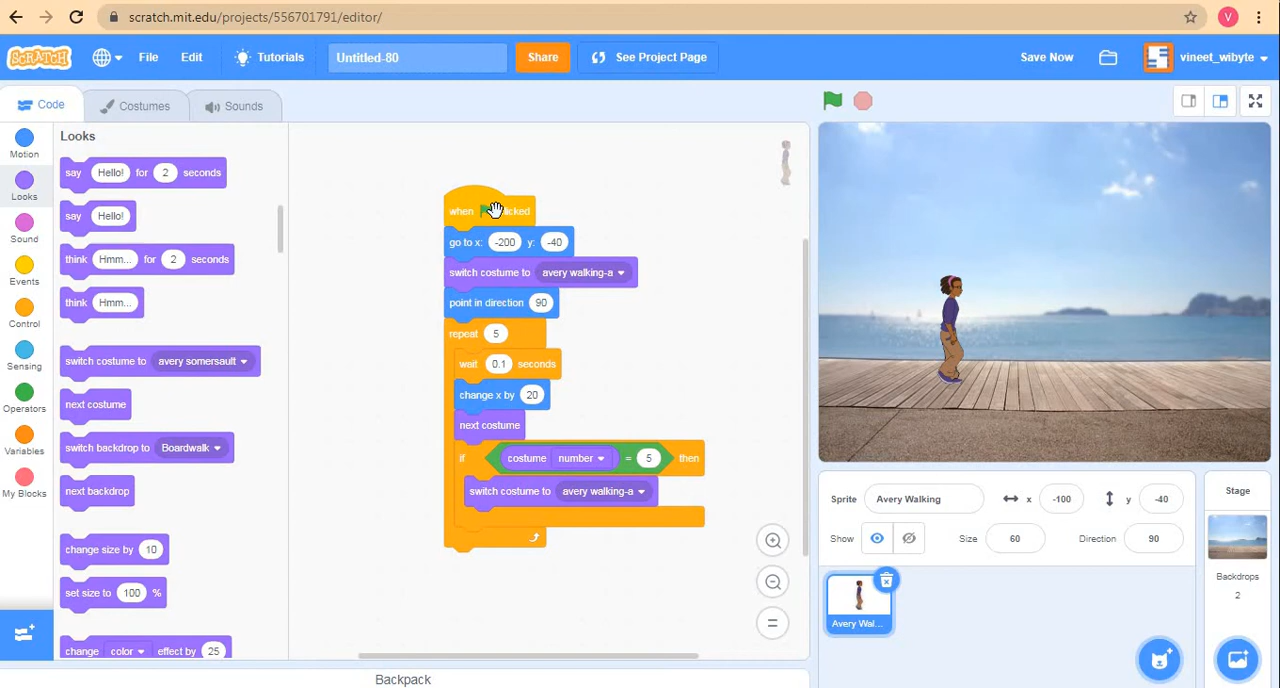 scratch.mit.edu/projects/556701791/editor/
V
SCRATCH
File
Edit
Tutorials
Untitled-80
Share
See Project Page
Save Now
vineet_wibyte
Code
Costumes
Sounds
Motion
Looks
Sound
Events
Control
Sensing
Operators
Variables
My Blocks
Looks
say Hello! for 2 seconds
say Hello!
think Hmm... for 2 seconds
think Hmm...
switch costume to avery somersault
next costume
switch backdrop to Boardwalk
next backdrop
change size by 10
set size to 100 %
change color effect by 25
when clicked
go to x: -200 y: -40
switch costume to avery walking-a
point in direction 90
repeat 5
wait 0.1 seconds
change x by 20
next costume
if costume number = 5 then
switch costume to avery walking-a
Sprite Avery Walking x -100 y -40
Show Size 60 Direction 90
Avery Wal...
Stage
Backdrops
2
Backpack